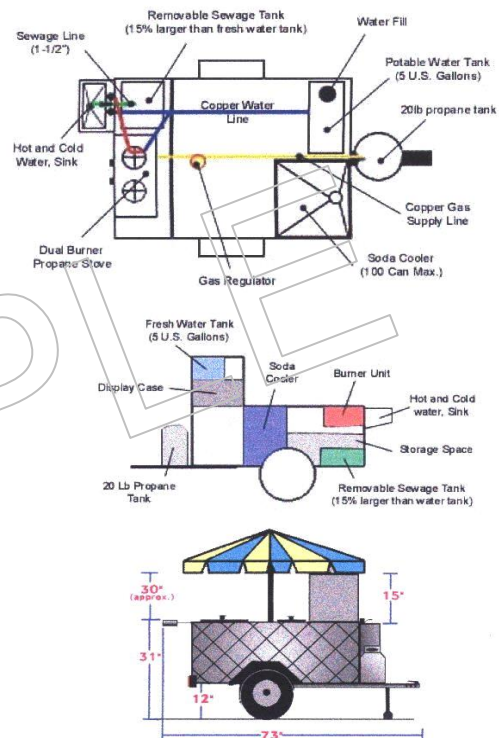 Removable Sewage Tank
(15% larger than fresh water tank)
Water Fill
Sewage Line
(1-1/2")
Potable Water Tank
(5 U.S. Gallons)
Copper Water
Line
20lb propane tank
Hot and Cold
Water, Sink
Copper Gas
Supply Line
Dual Burner
Propane Stove
Gas Regulator
Soda Cooler
(100 Can Max.)
PLE
Fresh Water Tank
(5 U.S. Gallons)
Soda
Cooler
Burner Unit
Display Case
Hot and Cold
water, Sink
Storage Space
20 Lb Propane
Tank
Removable Sewage Tank
(15% larger than water tank)
30"
(approx.)
15"
31"
12"
73"